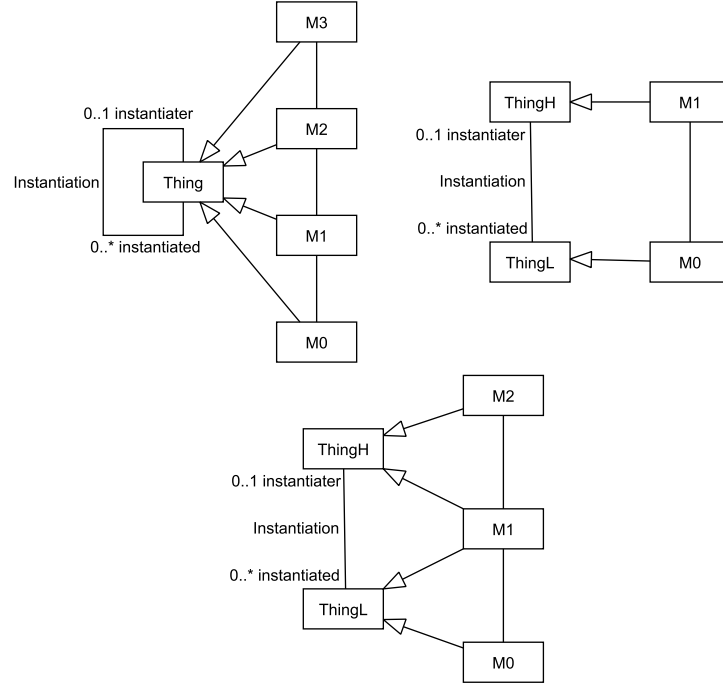 M3
0..1 instantiater
M2
Instantiation
Thing
0..* instantiated
M1
M0
ThingH
M1
0..1 instantiater
Instantiation
0..* instantiated
ThingL
M0
M2
ThingH
0..1 instantiater
Instantiation
M1
0..* instantiated
ThingL
M0